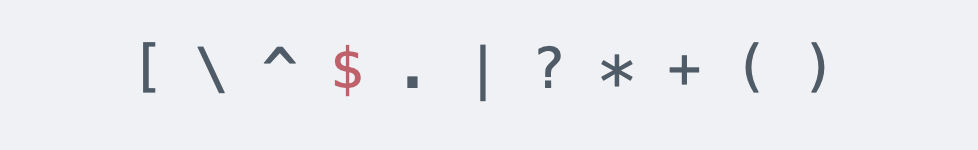 [ \ ^ $ . | ? * + ( )